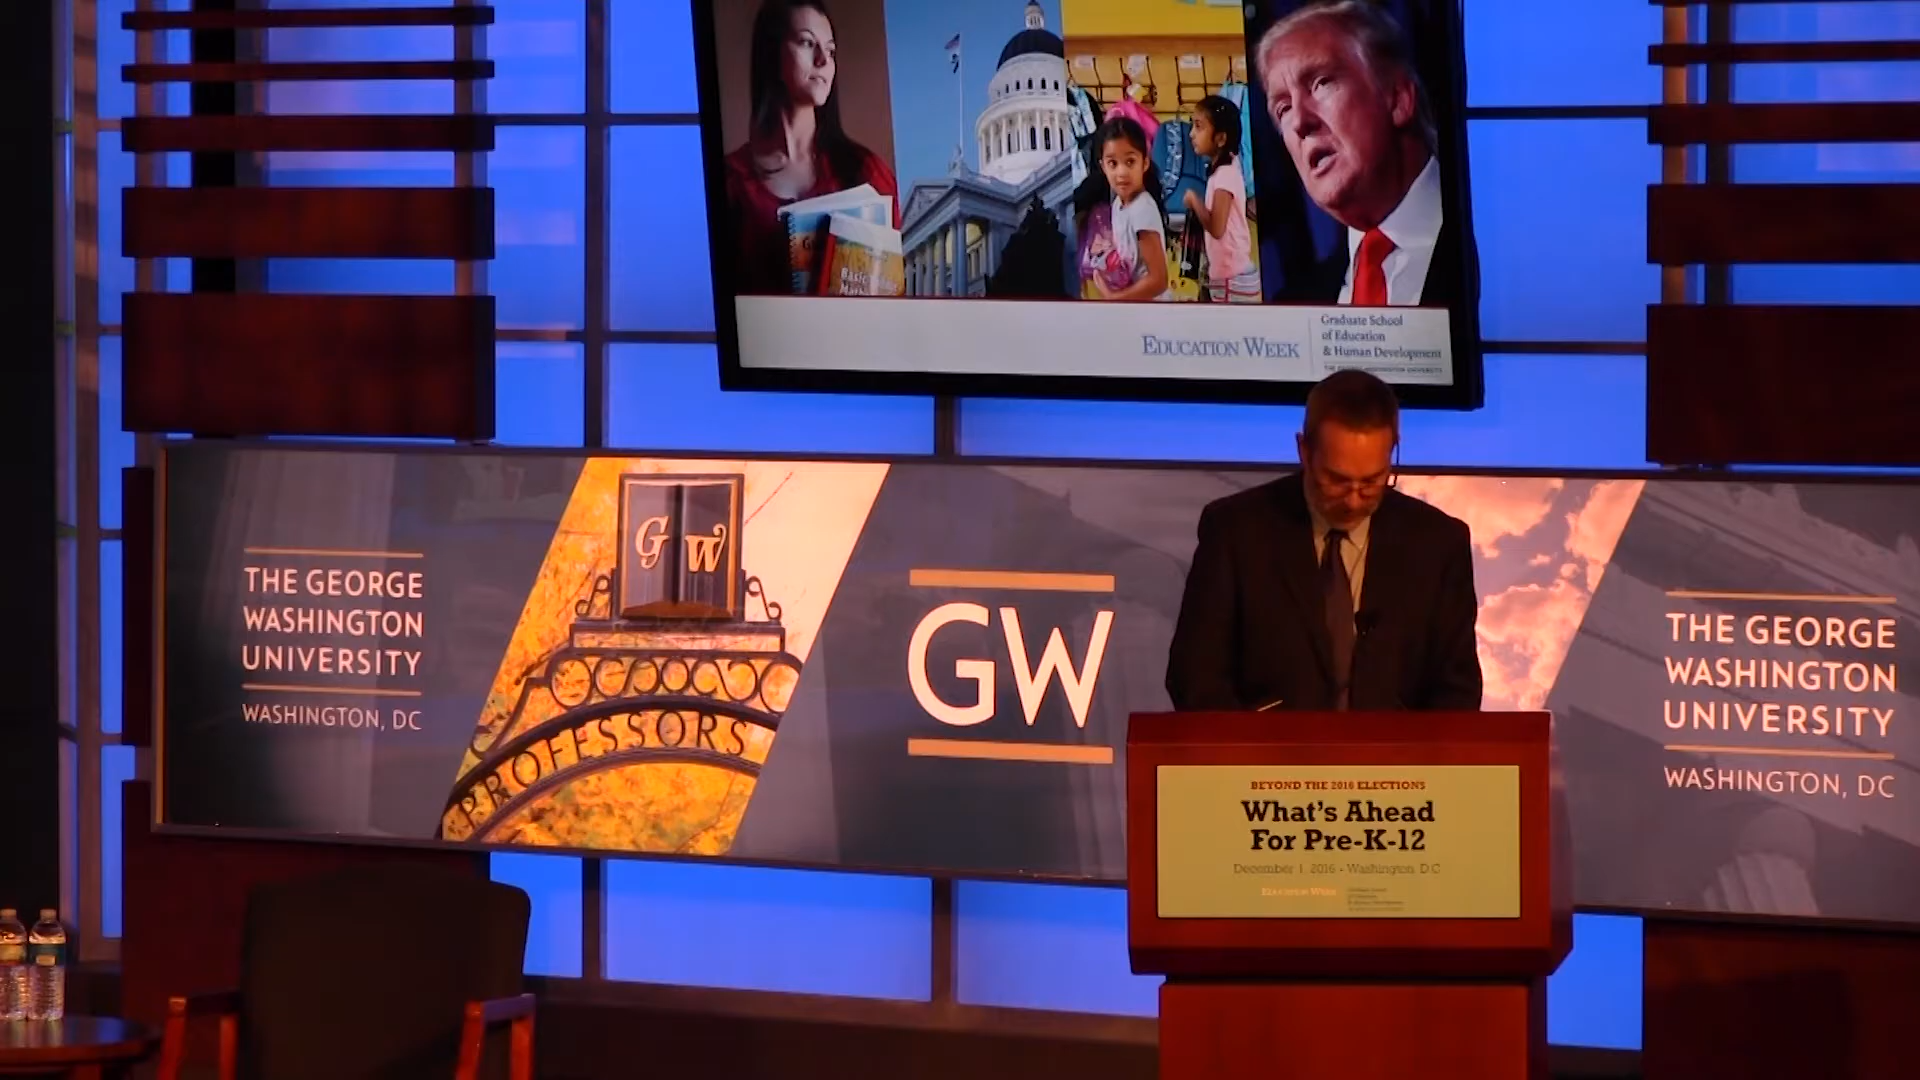 EDUCATION WEEK
Graduate School
of Education
& Human Development
THE GEORGE WASHINGTON UNIVERSITY
THE GEORGE
WASHINGTON
UNIVERSITY
WASHINGTON, DC
G W
PROFESSORS
GW
THE GEORGE
WASHINGTON
UNIVERSITY
WASHINGTON, DC
BEYOND THE 2016 ELECTIONS
What's Ahead
For Pre-K-12
December 1, 2016 - Washington D.C
EDUCATION WEEK